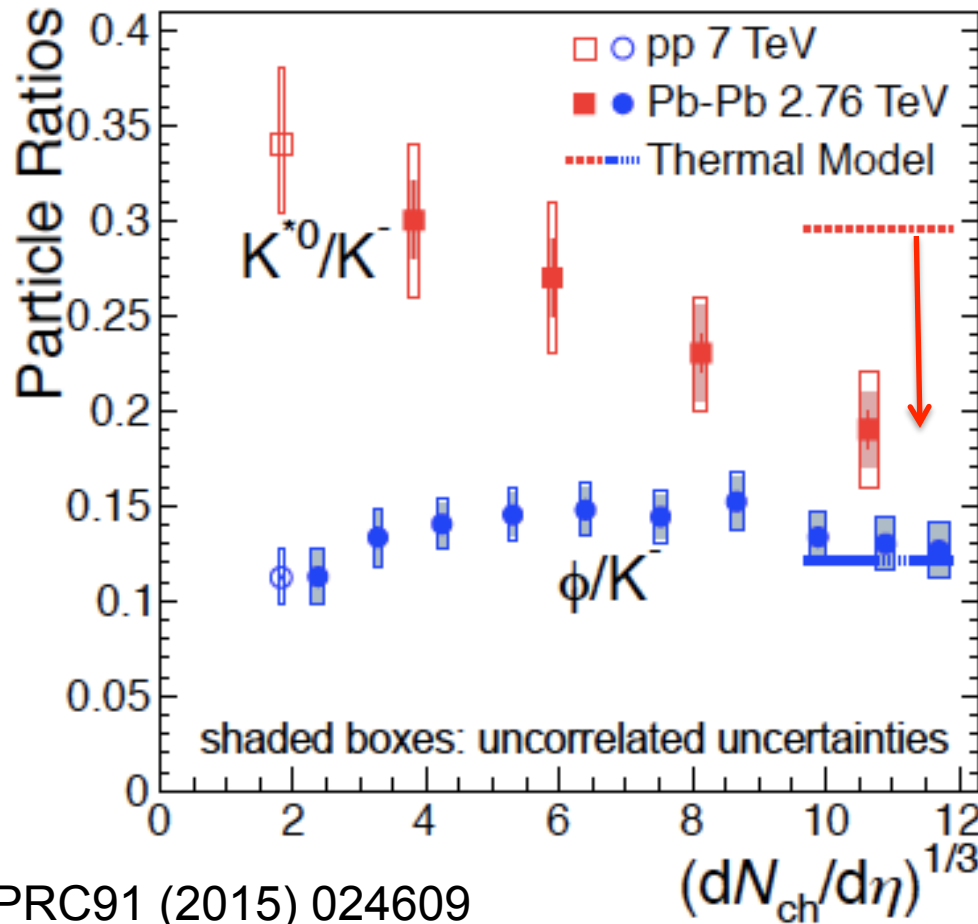 Particle Ratios
0.4
0.35
0.3
0.25
0.2
0.15
0.1
0.05
0
pp 7 TeV
Pb-Pb 2.76 TeV
Thermal Model
K*0/K-
ϕ/K-
shaded boxes: uncorrelated uncertainties
0 2 4 6 8 10 12
(dNch/dη)1/3
PRC91 (2015) 024609